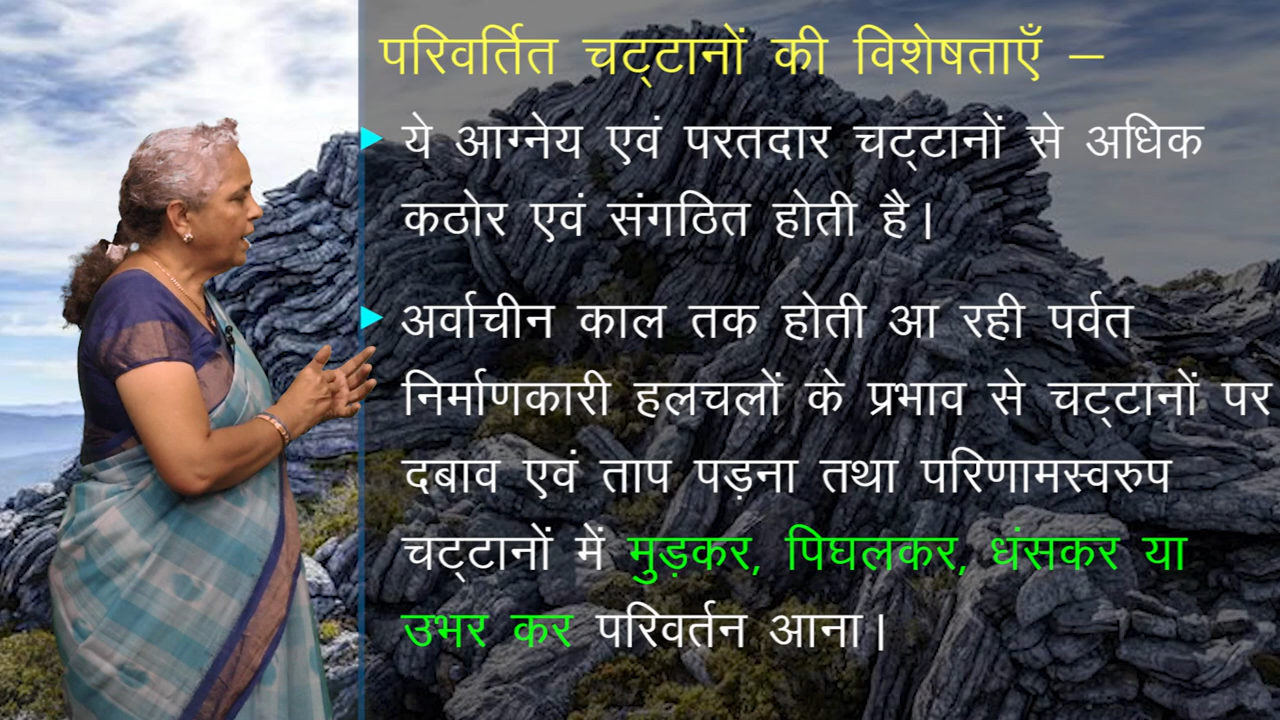 परिवर्तित चट्टानों की विशेषताएँ –
ये आग्नेय एवं परतदार चट्टानों से अधिक
कठोर एवं संगठित होती है।
अर्वाचीन काल तक होती आ रही पर्वत
निर्माणकारी हलचलों के प्रभाव से चट्टानों पर
दबाव एवं ताप पड़ना तथा परिणामस्वरुप
चट्टानों में मुड़कर, पिघलकर, धंसकर या
उभर कर परिवर्तन आना।